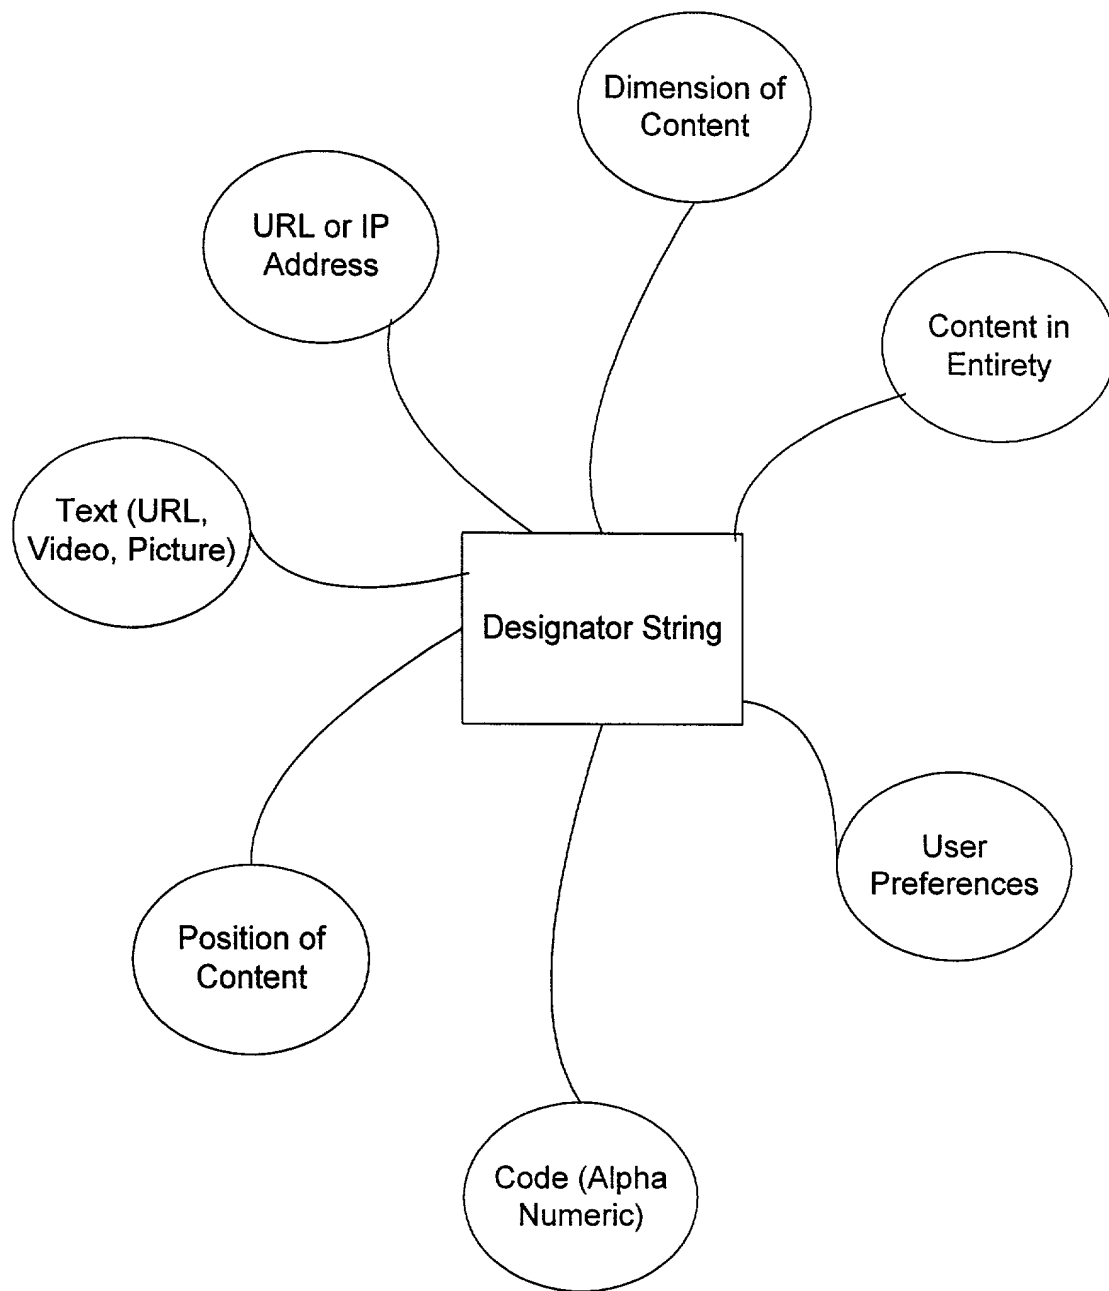 Dimension of
Content
URL or IP
Address
Content in
Entirety
Text (URL,
Video, Picture)
Designator String
User
Preferences
Position of
Content
Code (Alpha
Numeric)